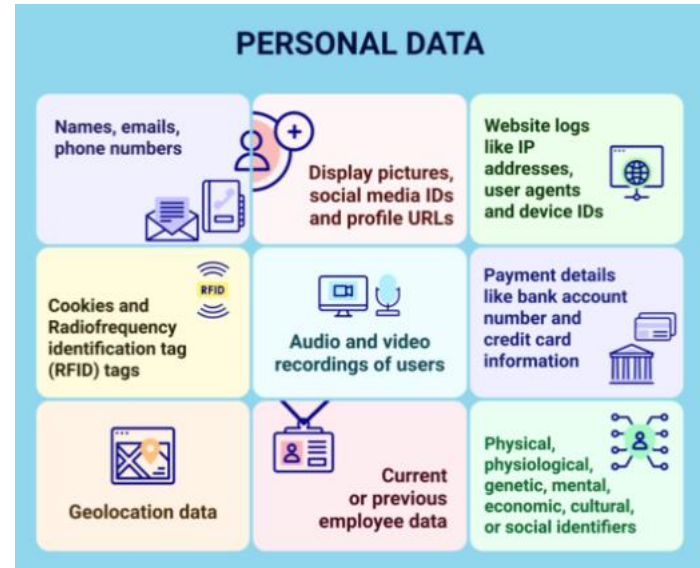 PERSONAL DATA
Names, emails,
phone numbers
Display pictures,
social media IDs
and profile URLs
Website logs
like IP
addresses,
user agents
and device IDs
Cookies and
Radiofrequency
identification tag
(RFID) tags
RFID
Audio and video
recordings of users
Payment details
like bank account
number and
credit card
information
Geolocation data
Current
or previous
employee data
Physical,
physiological,
genetic, mental,
economic, cultural,
or social identifiers